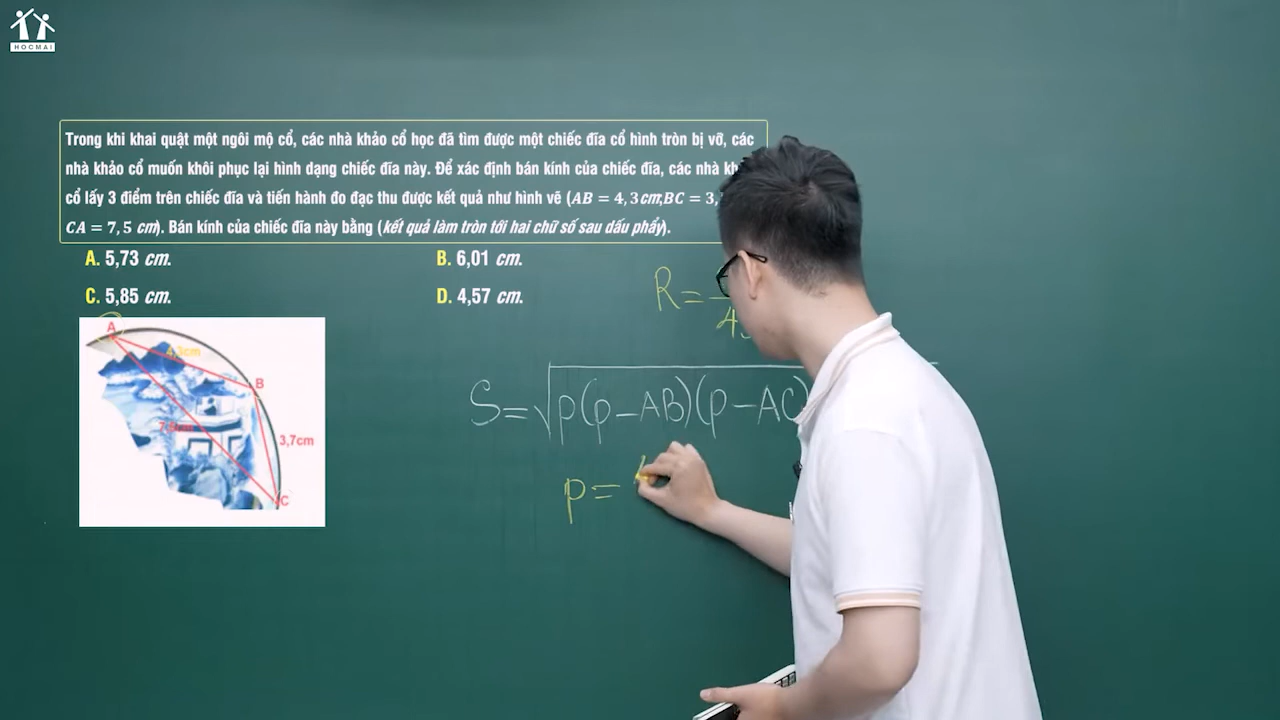 HOCMAI
Trong khi khai quật một ngôi mộ cổ, các nhà khảo cổ học đã tìm được một chiếc đĩa cổ hình tròn bị vỡ, các
nhà khảo cổ muốn khôi phục lại hình dạng chiếc đĩa này. Để xác định bán kính của chiếc đĩa, các nhà
cổ lấy 3 điểm trên chiếc đĩa và tiến hành đo đạc thu được kết quả như hình vẽ (AB = 4,3cm;BC = 3,
CA = 7,5 cm). Bán kính của chiếc đĩa này bằng (kết quả làm tròn tới hai chữ số sau dấu phẩy).
A. 5,73 cm.
B. 6,01 cm.
C. 5,85 cm.
D. 4,57 cm.
R =
4
A
4,3cm
B
3,7cm
C
S=√p(p-AB)(p-AC)
p=